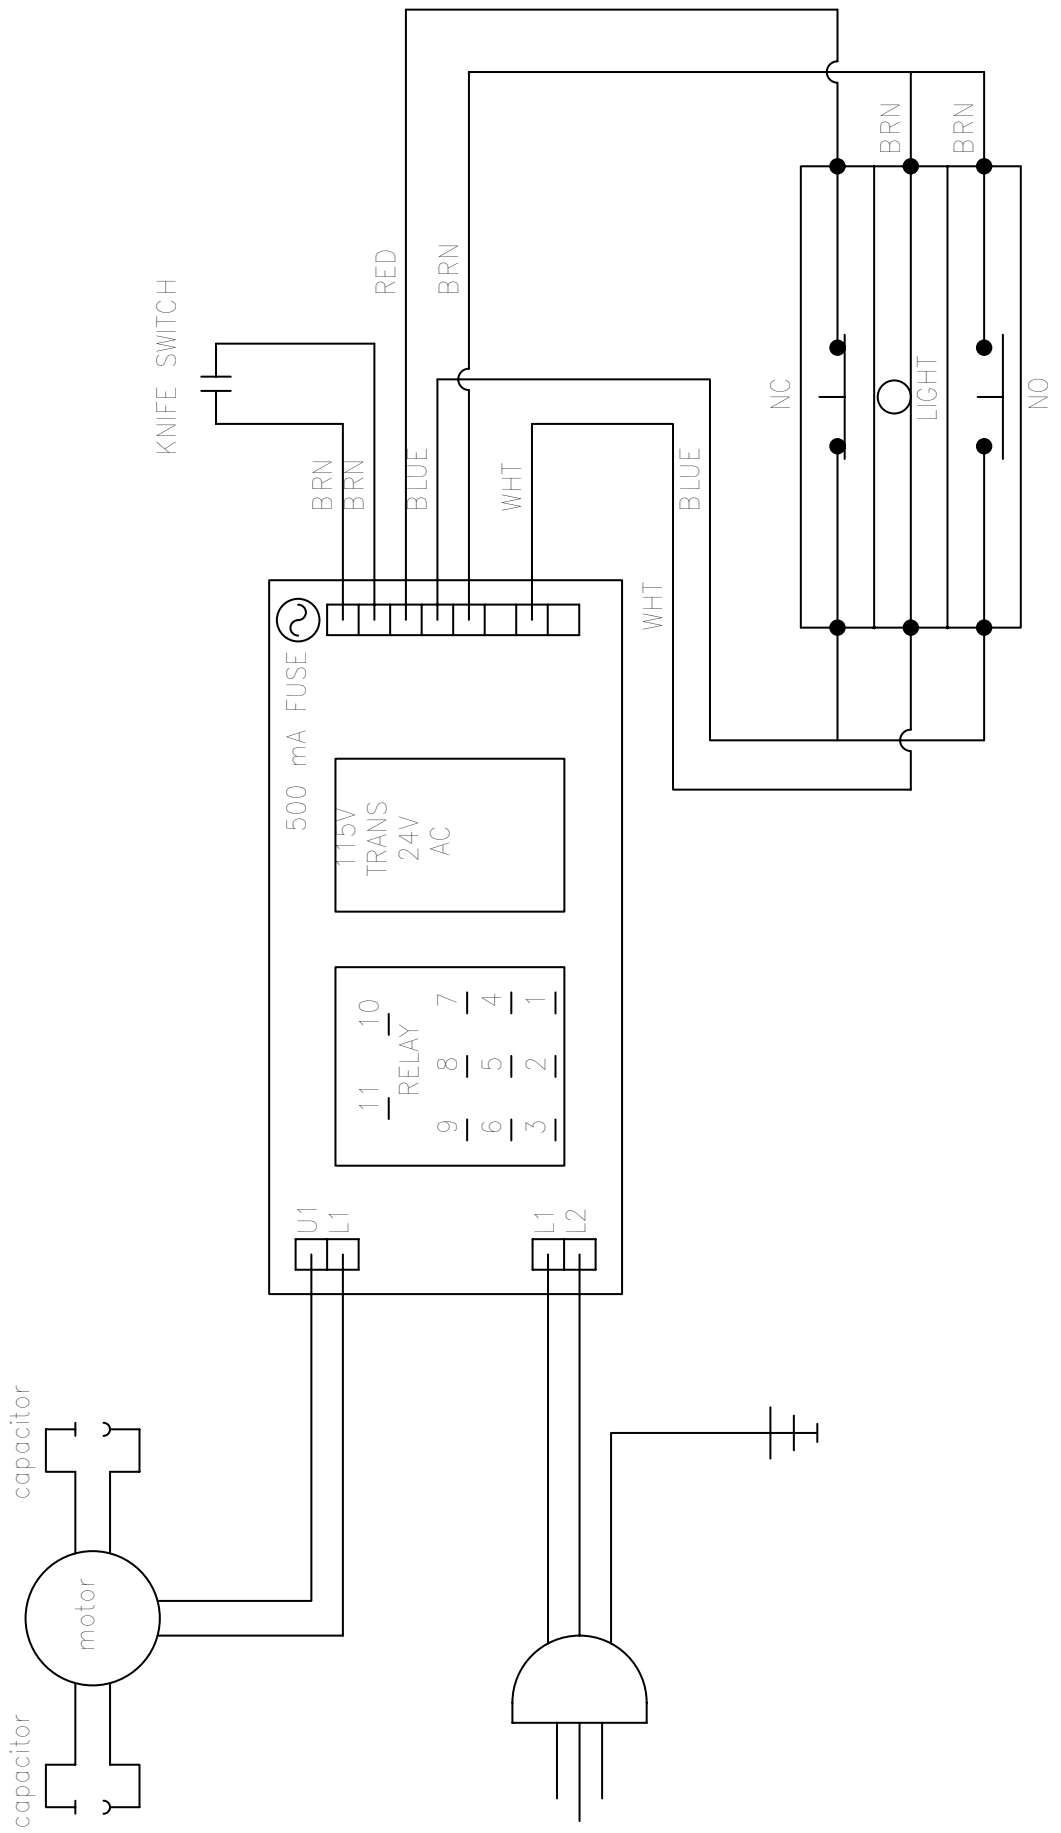 KNIFE SWITCH
BRN
BRN
RED
BLUE
BRN
WHT
WHT
BLUE
BRN
BRN
NC
LIGHT
NO
500 mA FUSE
115V
TRANS
24V
AC
RELAY
11
10
9
8
7
6
5
4
3
2
1
U1
L1
L1
L2
capacitor
motor
capacitor